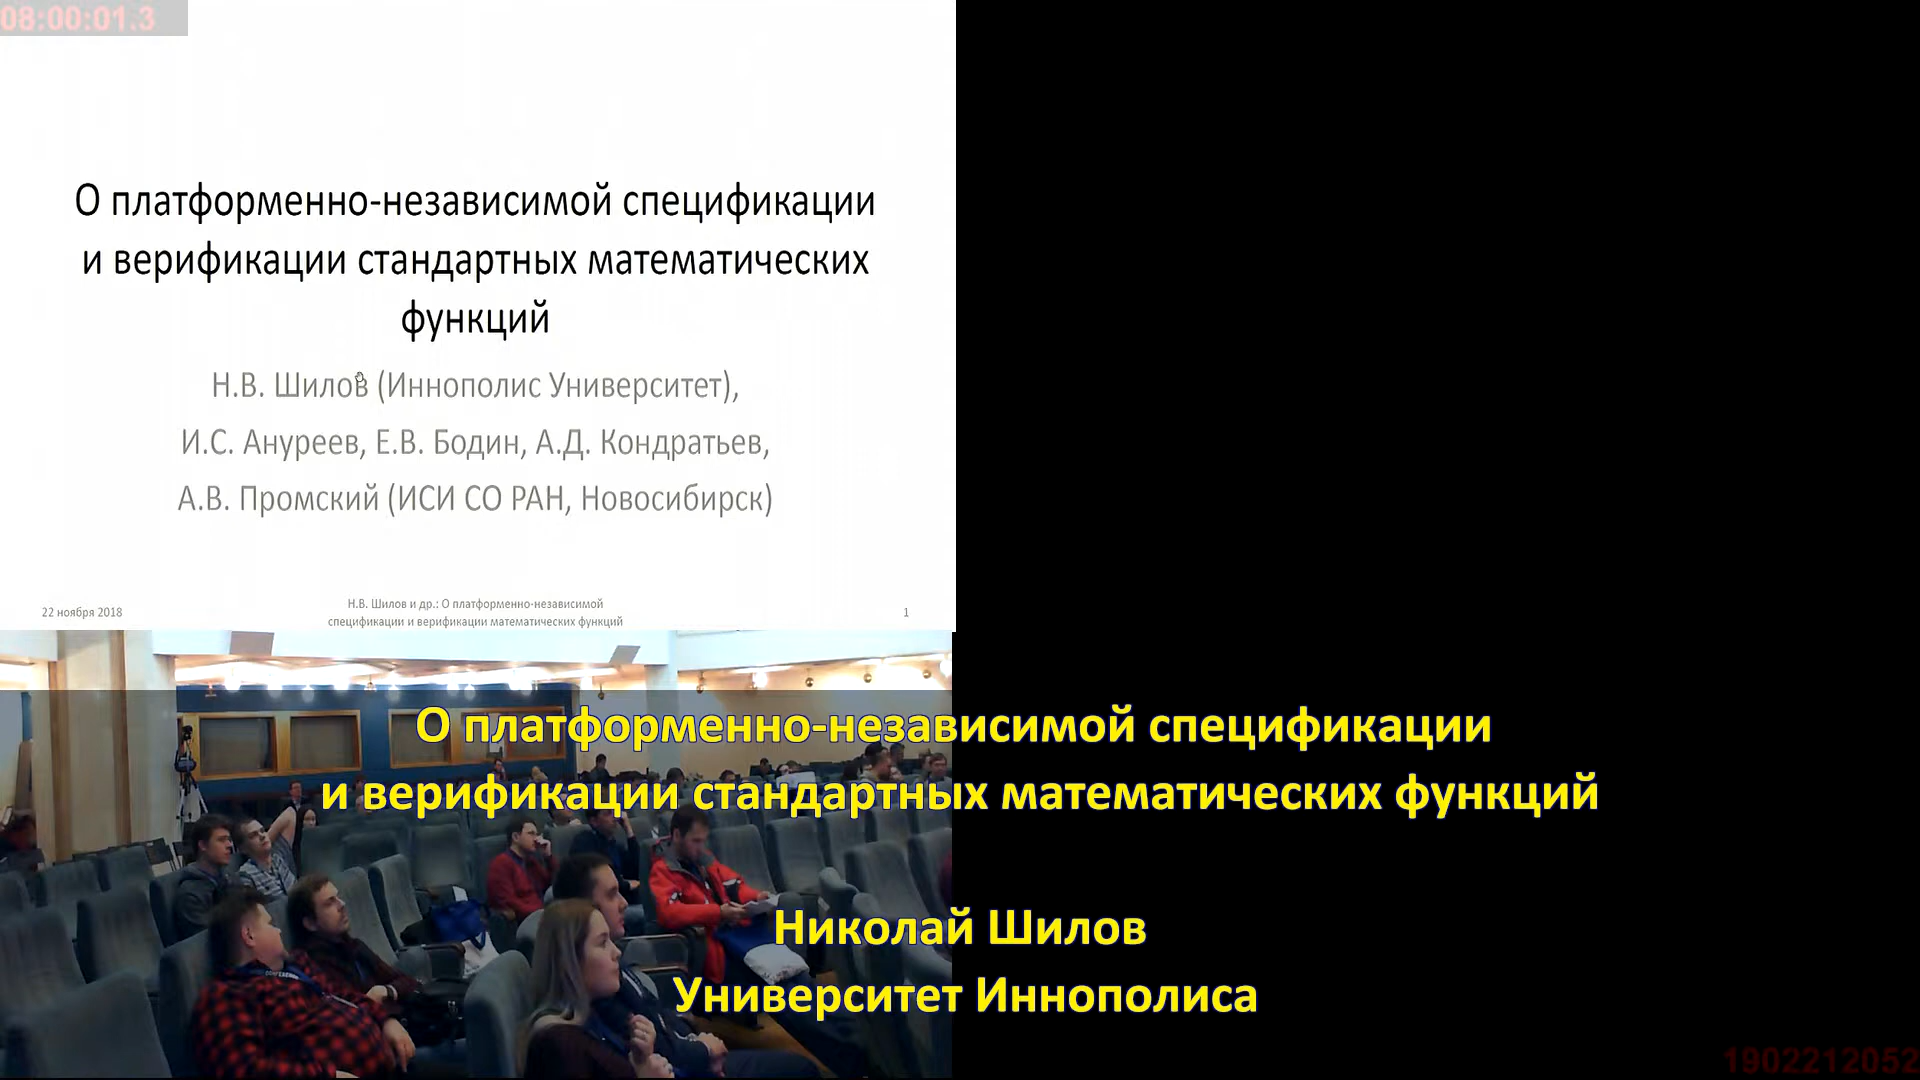 08:00:01.3
О платформенно-независимой спецификации
и верификации стандартных математических
функций
Н.В. Шилов (Иннополис Университет),
И.С. Ануреев, Е.В. Бодин, А.Д. Кондратьев,
А.В. Промский (ИСИ СО РАН, Новосибирск)
22 ноября 2018
Н.В. Шилов и др.: О платформенно-независимой
спецификации и верификации математических функций
1
О платформенно-независимой спецификации
и верификации стандартных математических функций
Николай Шилов
Университет Иннополиса
1902212052